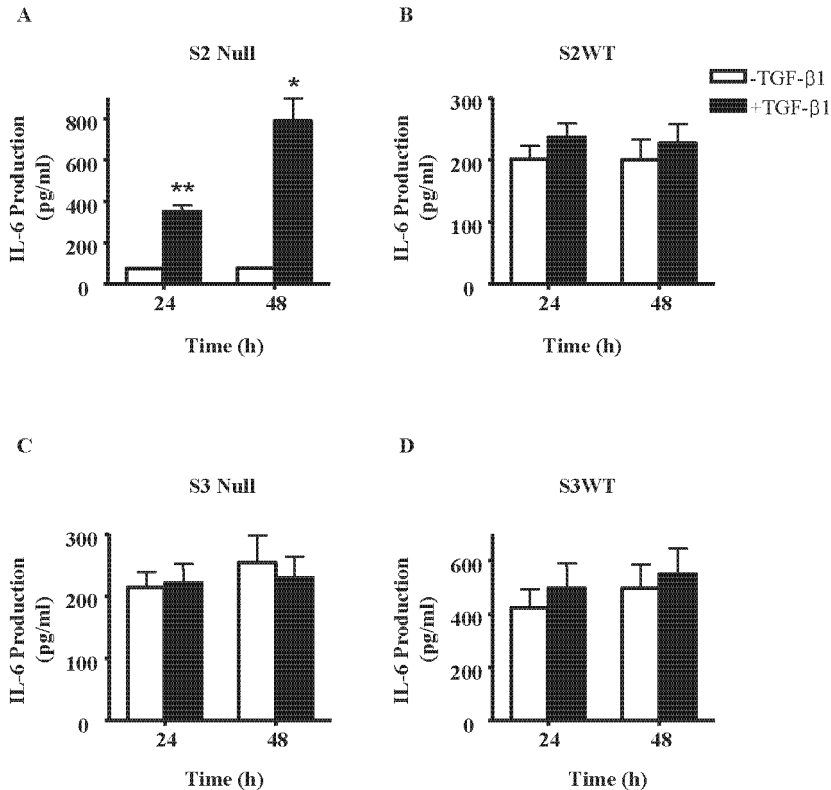 A
S2 Null
IL-6 Production
(pg/ml)
800
600
400
200
0
**
*
24
48
Time (h)
B
S2WT
-TGF-β1
+TGF-β1
IL-6 Production
(pg/ml)
300
200
100
0
24
48
Time (h)
C
S3 Null
IL-6 Production
(pg/ml)
300
200
100
0
24
48
Time (h)
D
S3WT
IL-6 Production
(pg/ml)
600
400
200
0
24
48
Time (h)